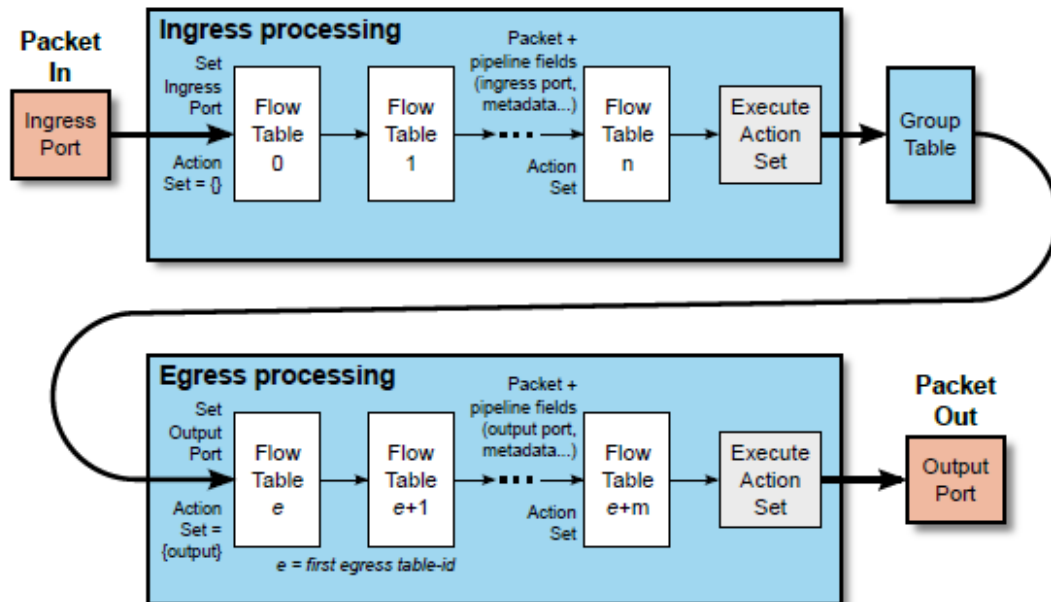 Packet
In
Ingress
Port
Ingress processing
Set
Ingress
Port
Action
Set = {}
Flow
Table
0
Flow
Table
1
Packet +
pipeline fields
(ingress port,
metadata...)
Action
Set
Flow
Table
n
Execute
Action
Set
Group
Table
Egress processing
Set
Output
Port
Action
Set =
{output}
Flow
Table
e
Flow
Table
e+1
e = first egress table-id
Packet +
pipeline fields
(output port,
metadata...)
Action
Set
Flow
Table
e+m
Execute
Action
Set
Packet
Out
Output
Port